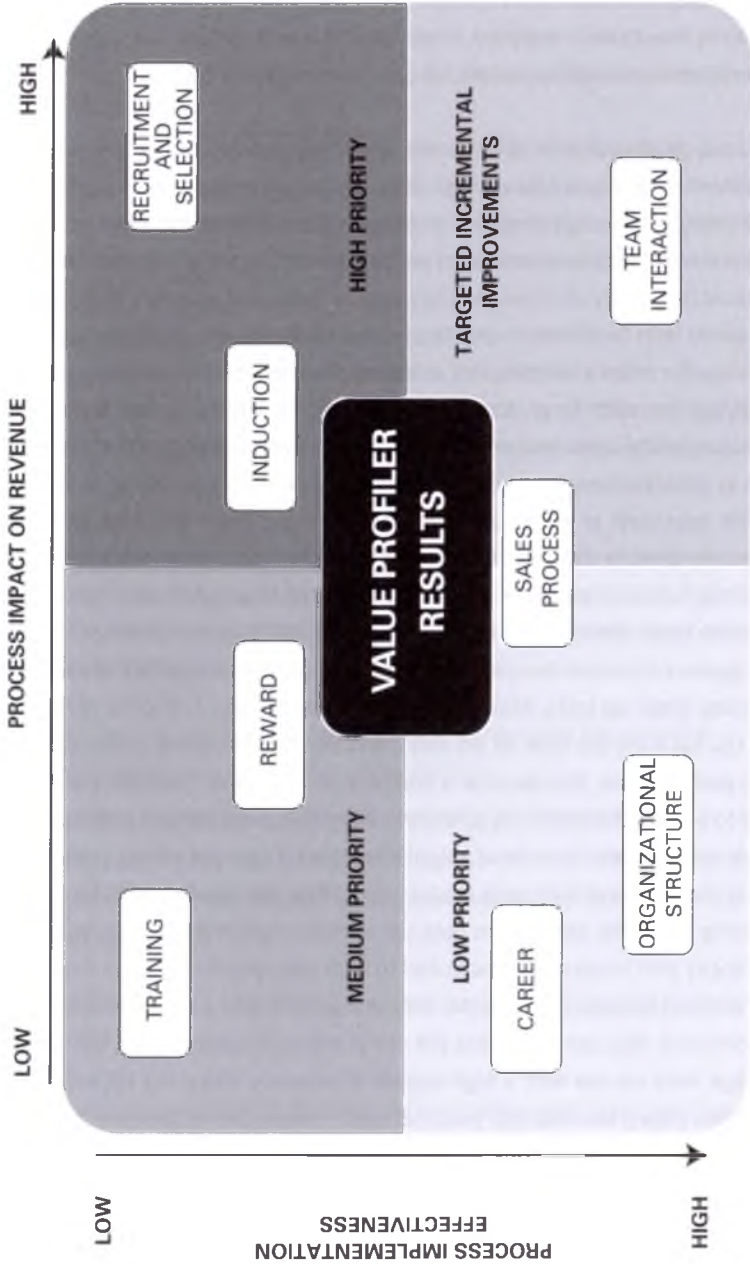 PROCESS IMPACT ON REVENUE
LOW
HIGH
LOW
PROCESS IMPLEMENTATION
EFFECTIVENESS
HIGH
TRAINING
REWARD
MEDIUM PRIORITY
INDUCTION
RECRUITMENT
AND
SELECTION
HIGH PRIORITY
VALUE PROFILER
RESULTS
LOW PRIORITY
CAREER
ORGANIZATIONAL
STRUCTURE
SALES
PROCESS
TARGETED INCREMENTAL
IMPROVEMENTS
TEAM
INTERACTION